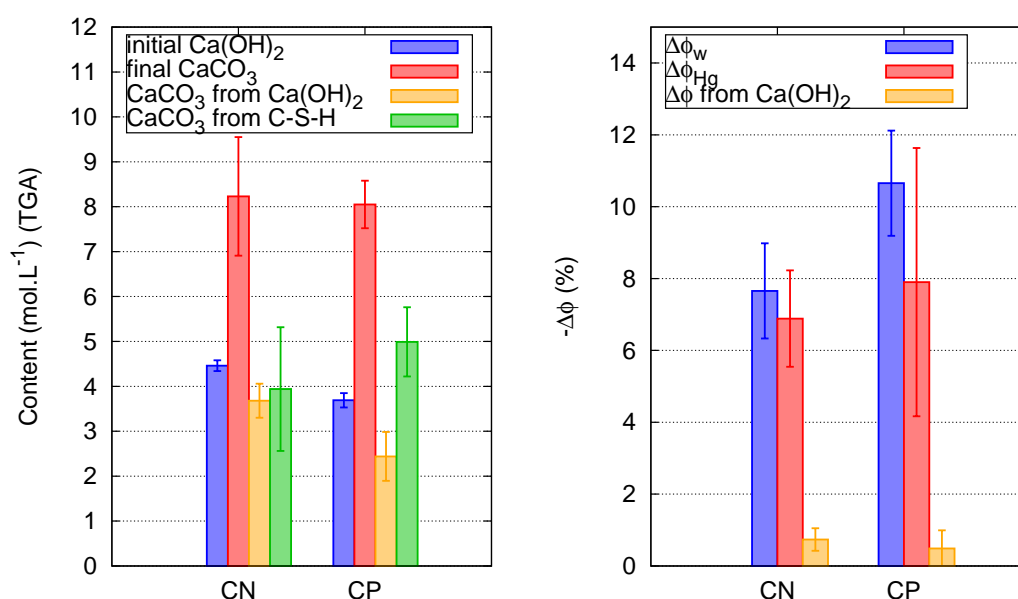 Content (mol.L⁻¹) (TGA)
12
11
10
9
8
7
6
5
4
3
2
1
0
initial Ca(OH)₂
final CaCO₃
CaCO₃ from Ca(OH)₂
CaCO₃ from C-S-H
CN CP
-Δϕ (%)
14
12
10
8
6
4
2
0
Δϕw
ΔϕHg
Δϕ from Ca(OH)₂
CN CP